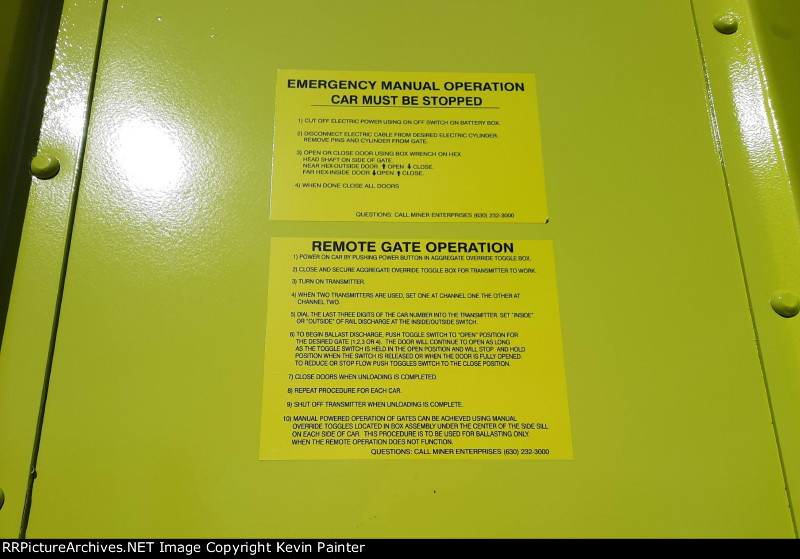 EMERGENCY MANUAL OPERATION
CAR MUST BE STOPPED
1) CUT OFF ELECTRIC POWER USING ON OFF SWITCH ON BATTERY BOX.
2) DISCONNECT ELECTRIC CABLE FROM DESIRED ELECTRIC CYLINDER
REMOVE PINS AND CYLINDER FROM GATE.
3) OPEN OR CLOSE DOOR USING BOX WRENCH ON HEX
HEAD SHAFT ON SIDE OF GATE.
NEAR HEX-OUTSIDE DOOR ↑ OPEN ↓ CLOSE.
FAR HEX-INSIDE DOOR ↓ OPEN ↑ CLOSE.
4) WHEN DONE CLOSE ALL DOORS
QUESTIONS: CALL MINER ENTERPRISES (630) 232-3000
REMOTE GATE OPERATION
1) POWER ON CAR BY PUSHING POWER BUTTON IN AGGREGATE OVERRIDE TOGGLE BOX.
2) CLOSE AND SECURE AGGREGATE OVERRIDE TOGGLE BOX FOR TRANSMITTER TO WORK.
3) TURN ON TRANSMITTER.
4) WHEN TWO TRANSMITTERS ARE USED, SET ONE AT CHANNEL ONE THE OTHER AT
CHANNEL TWO.
5) DIAL THE LAST THREE DIGITS OF THE CAR NUMBER INTO THE TRANSMITTER. SET "INSIDE"
OR "OUTSIDE" OF RAIL DISCHARGE AT THE INSIDE/OUTSIDE SWITCH.
6) TO BEGIN BALLAST DISCHARGE, PUSH TOGGLE SWITCH TO "OPEN" POSITION FOR
THE DESIRED GATE (1,2,3 OR 4). THE DOOR WILL CONTINUE TO OPEN AS LONG
AS THE TOGGLE SWITCH IS HELD IN THE OPEN POSITION AND WILL STOP AND HOLD
POSITION WHEN THE SWITCH IS RELEASED OR WHEN THE DOOR IS FULLY OPENED.
TO REDUCE OR STOP FLOW PUSH TOGGLES SWITCH TO THE CLOSE POSITION.
7) CLOSE DOORS WHEN UNLOADING IS COMPLETED.
8) REPEAT PROCEDURE FOR EACH CAR.
9) SHUT OFF TRANSMITTER WHEN UNLOADING IS COMPLETE.
10) MANUAL POWERED OPERATION OF GATES CAN BE ACHIEVED USING MANUAL
OVERRIDE TOGGLES LOCATED IN BOX ASSEMBLY UNDER THE CENTER OF THE SIDE SILL
ON EACH SIDE OF CAR. THIS PROCEDURE IS TO BE USED FOR BALLASTING ONLY
WHEN THE REMOTE OPERATION DOES NOT FUNCTION.
QUESTIONS: CALL MINER ENTERPRISES (630) 232-3000
RRPictureArchives.NET Image Copyright Kevin Painter